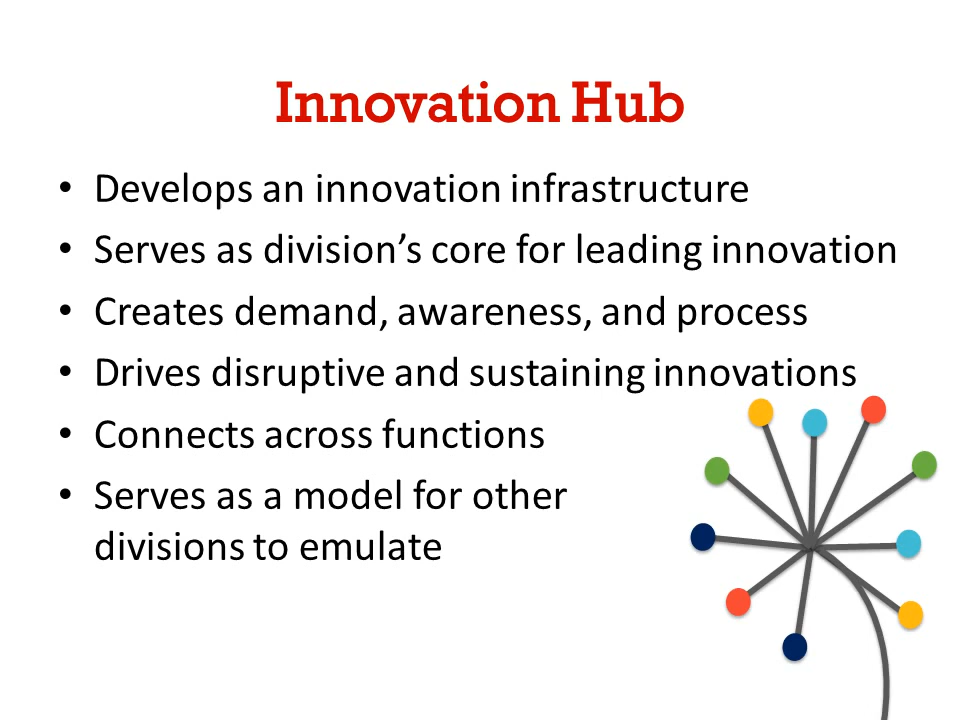 Innovation Hub
• Develops an innovation infrastructure
• Serves as division’s core for leading innovation
• Creates demand, awareness, and process
• Drives disruptive and sustaining innovations
• Connects across functions
• Serves as a model for other
divisions to emulate